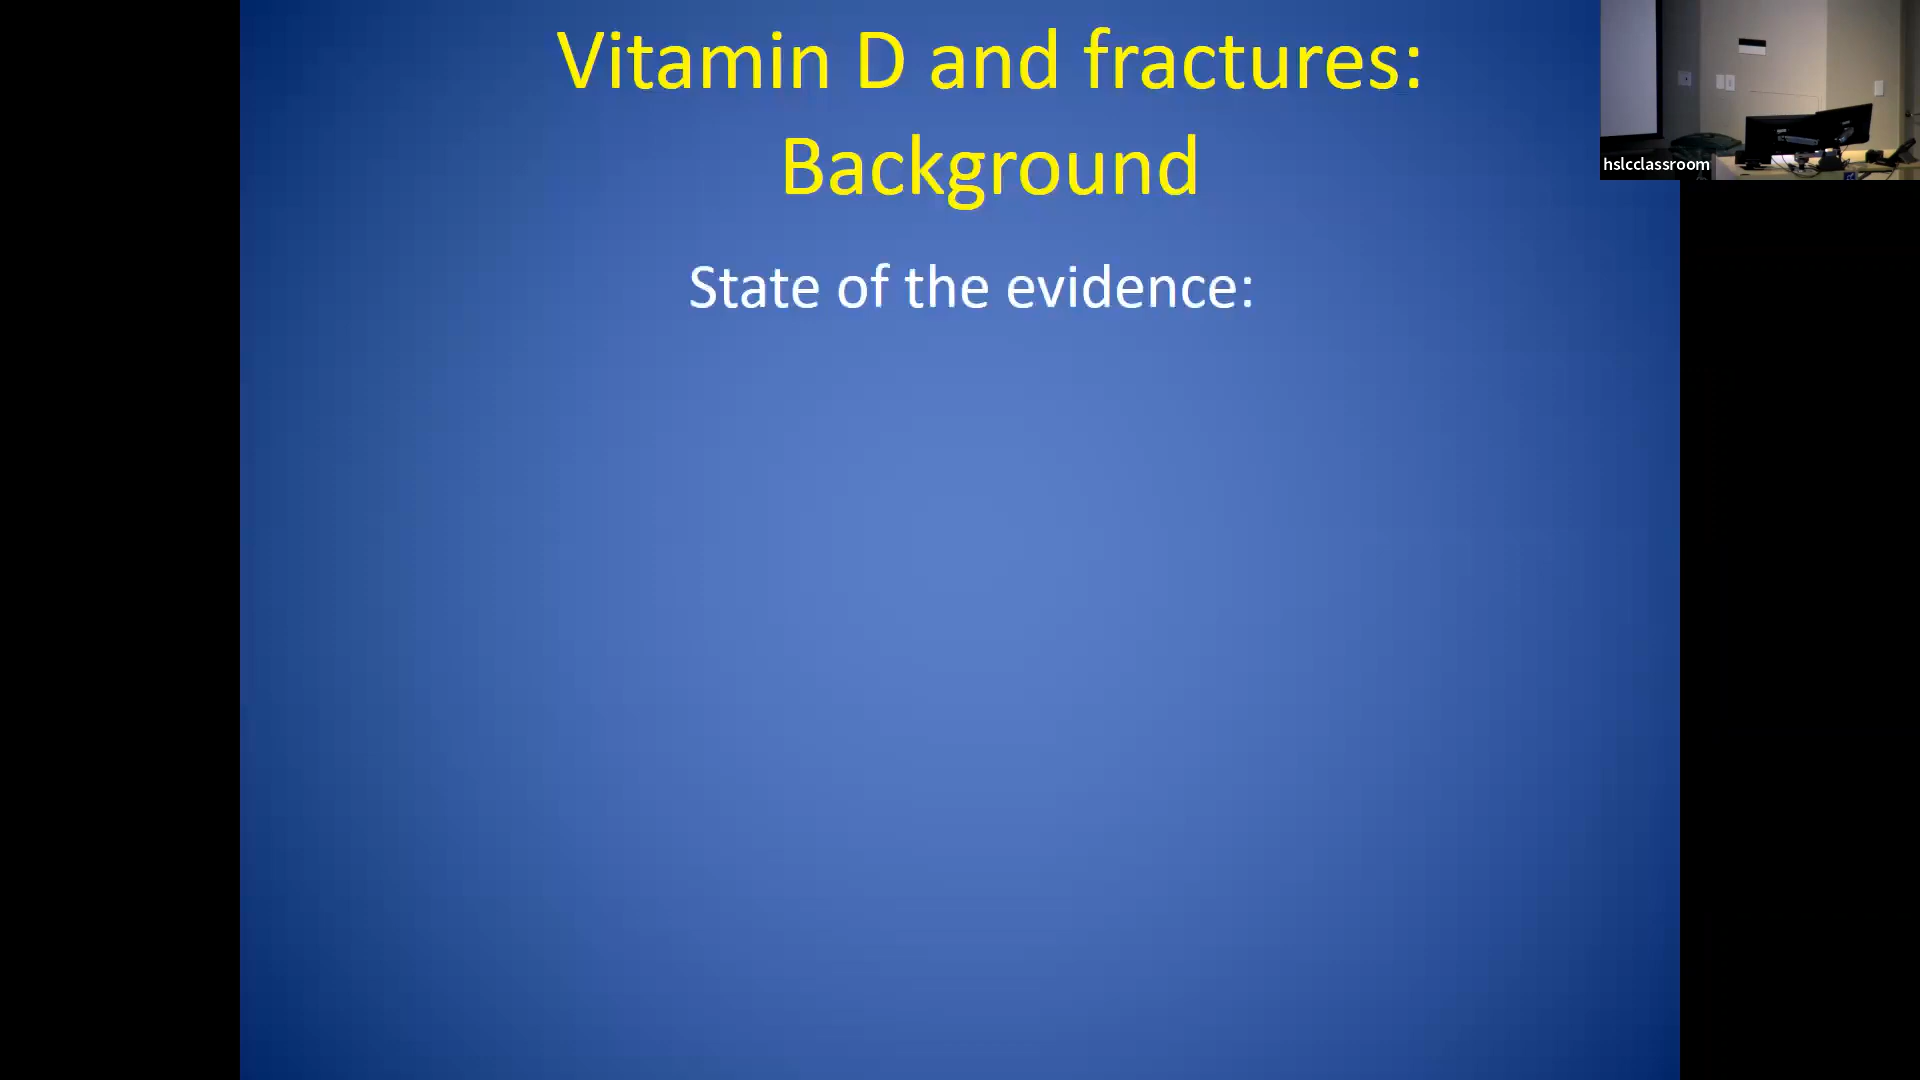 Vitamin D and fractures:
Background
State of the evidence:
hslcclassroom